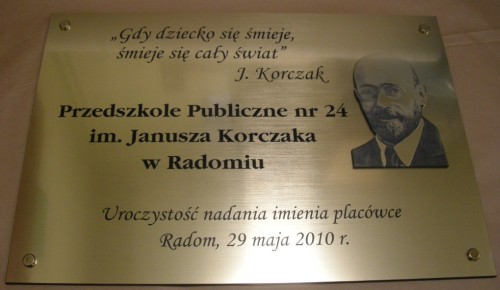 „Gdy dziecko się śmieje,
śmieje się cały świat”
J. Korczak
Przedszkole Publiczne nr 24
im. Janusza Korczaka
w Radomiu
Uroczystość nadania imienia placówce
Radom, 29 maja 2010 r.